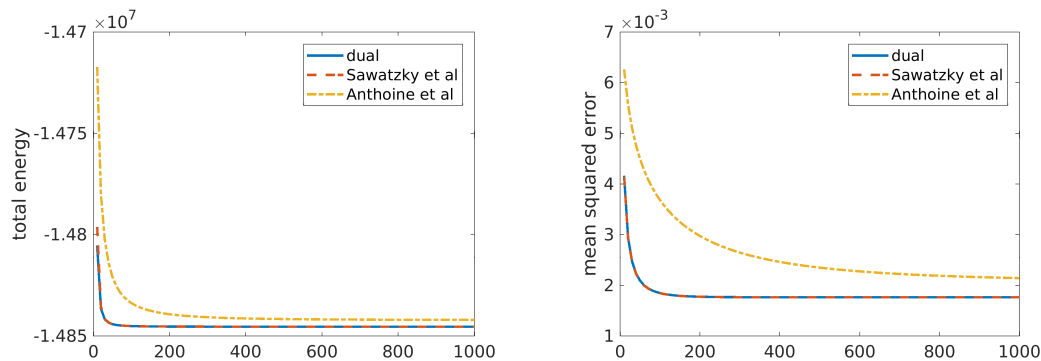 ×10^7
-1.47
-1.475
-1.48
-1.485
total energy
dual
Sawatzky et al
Anthoine et al
0 200 400 600 800 1000
×10^-3
7
6
5
4
3
2
1
mean squared error
dual
Sawatzky et al
Anthoine et al
0 200 400 600 800 1000